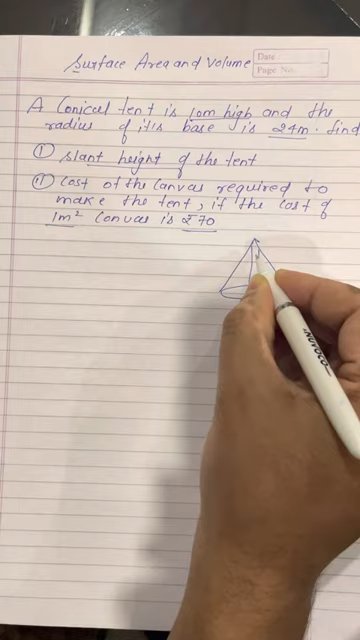 Surface Area and Volume
Date
Page No.
A Conical tent is 10m high and the
radius of its base is 24m. find
(i) slant height of the tent
(ii) Cost of the Canvas required to
make the tent, if the cost of
1m² Convas is ₹70